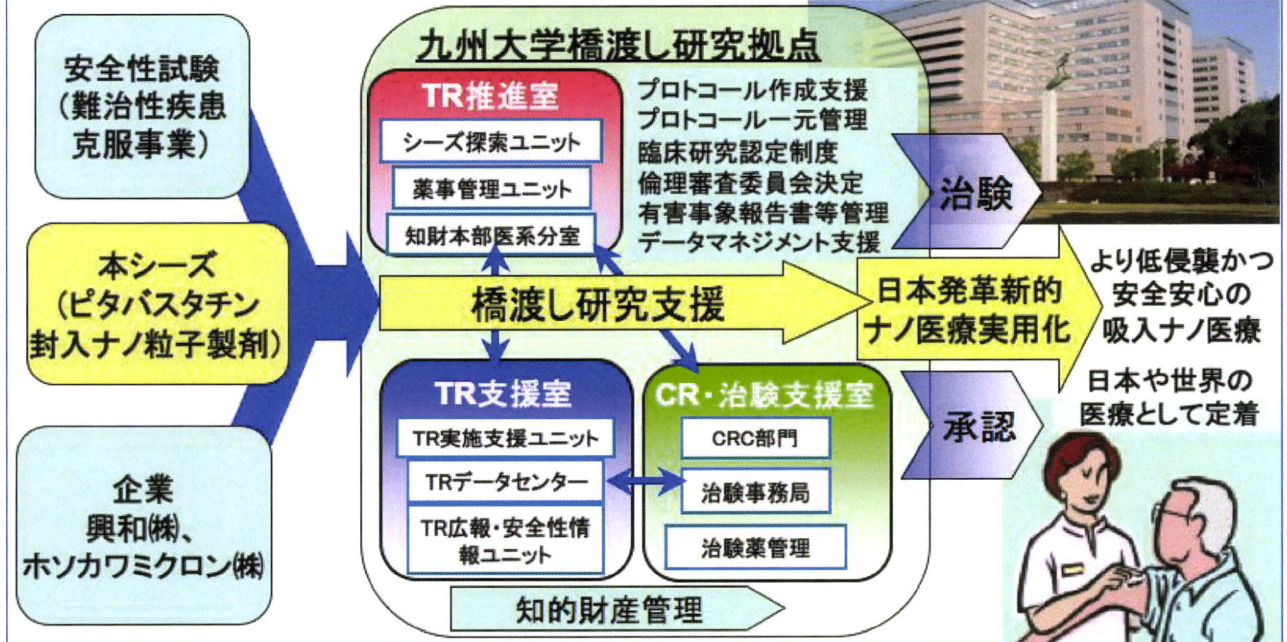 安全性試験
(難治性疾患
克服事業)
本シーズ
(ピタバスタチン
封入ナノ粒子製剤)
企業
興和㈱、
ホソカワミクロン㈱
九州大学橋渡し研究拠点
TR推進室
シーズ探索ユニット
薬事管理ユニット
知財本部医系分室
プロトコール作成支援
プロトコール一元管理
臨床研究認定制度
倫理審査委員会決定
有害事象報告書等管理
データマネジメント支援
橋渡し研究支援
TR支援室
TR実施支援ユニット
TRデータセンター
TR広報・安全性情
報ユニット
CR・治験支援室
CRC部門
治験事務局
治験薬管理
知的財産管理
治験
日本発革新的
ナノ医療実用化
承認
より低侵襲かつ
安全安心の
吸入ナノ医療
日本や世界の
医療として定着